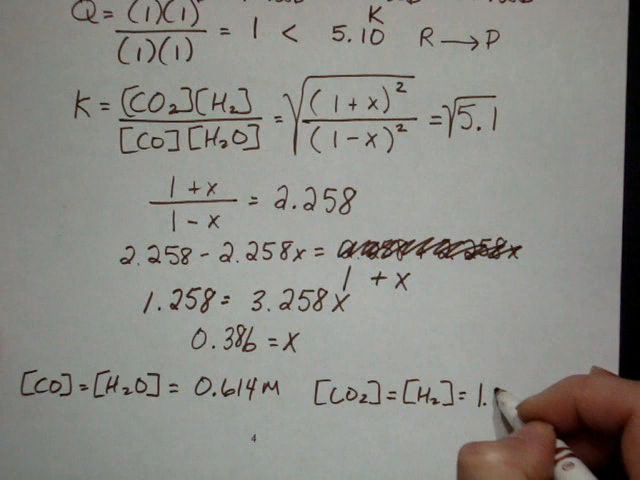 Q = (1)(1) / (1)(1) = 1 < 5.10 K R → P
K = [CO₂][H₂] / [CO][H₂O] = √((1+x)² / (1-x)²) = √5.1
1+x / 1-x = 2.258
2.258 - 2.258x =
1 + x
1.258 = 3.258x
0.386 = x
[CO] = [H₂O] = 0.614 M [CO₂] = [H₂] = 1.
4